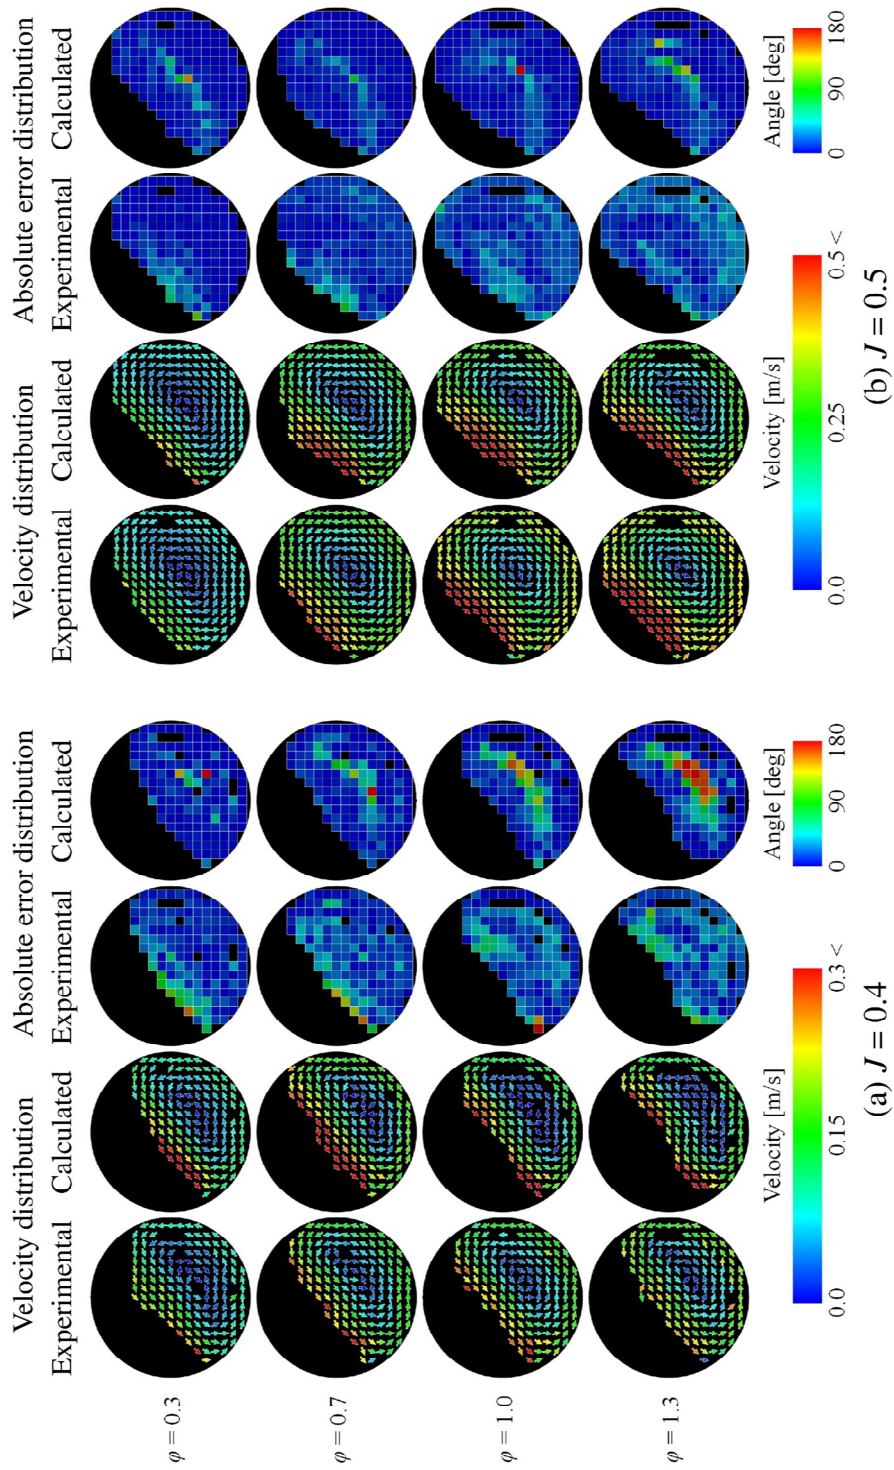 Velocity distribution Absolute error distribution Velocity distribution Absolute error distribution
Experimental Calculated Experimental Calculated Experimental Calculated Experimental Calculated
φ = 0.3
φ = 0.7
φ = 1.0
φ = 1.3
0.0 0.15 0.3 < 0 90 180 0.0 0.25 0.5 < 0 90 180
Velocity [m/s] Angle [deg] Velocity [m/s] Angle [deg]
(a) J = 0.4 (b) J = 0.5